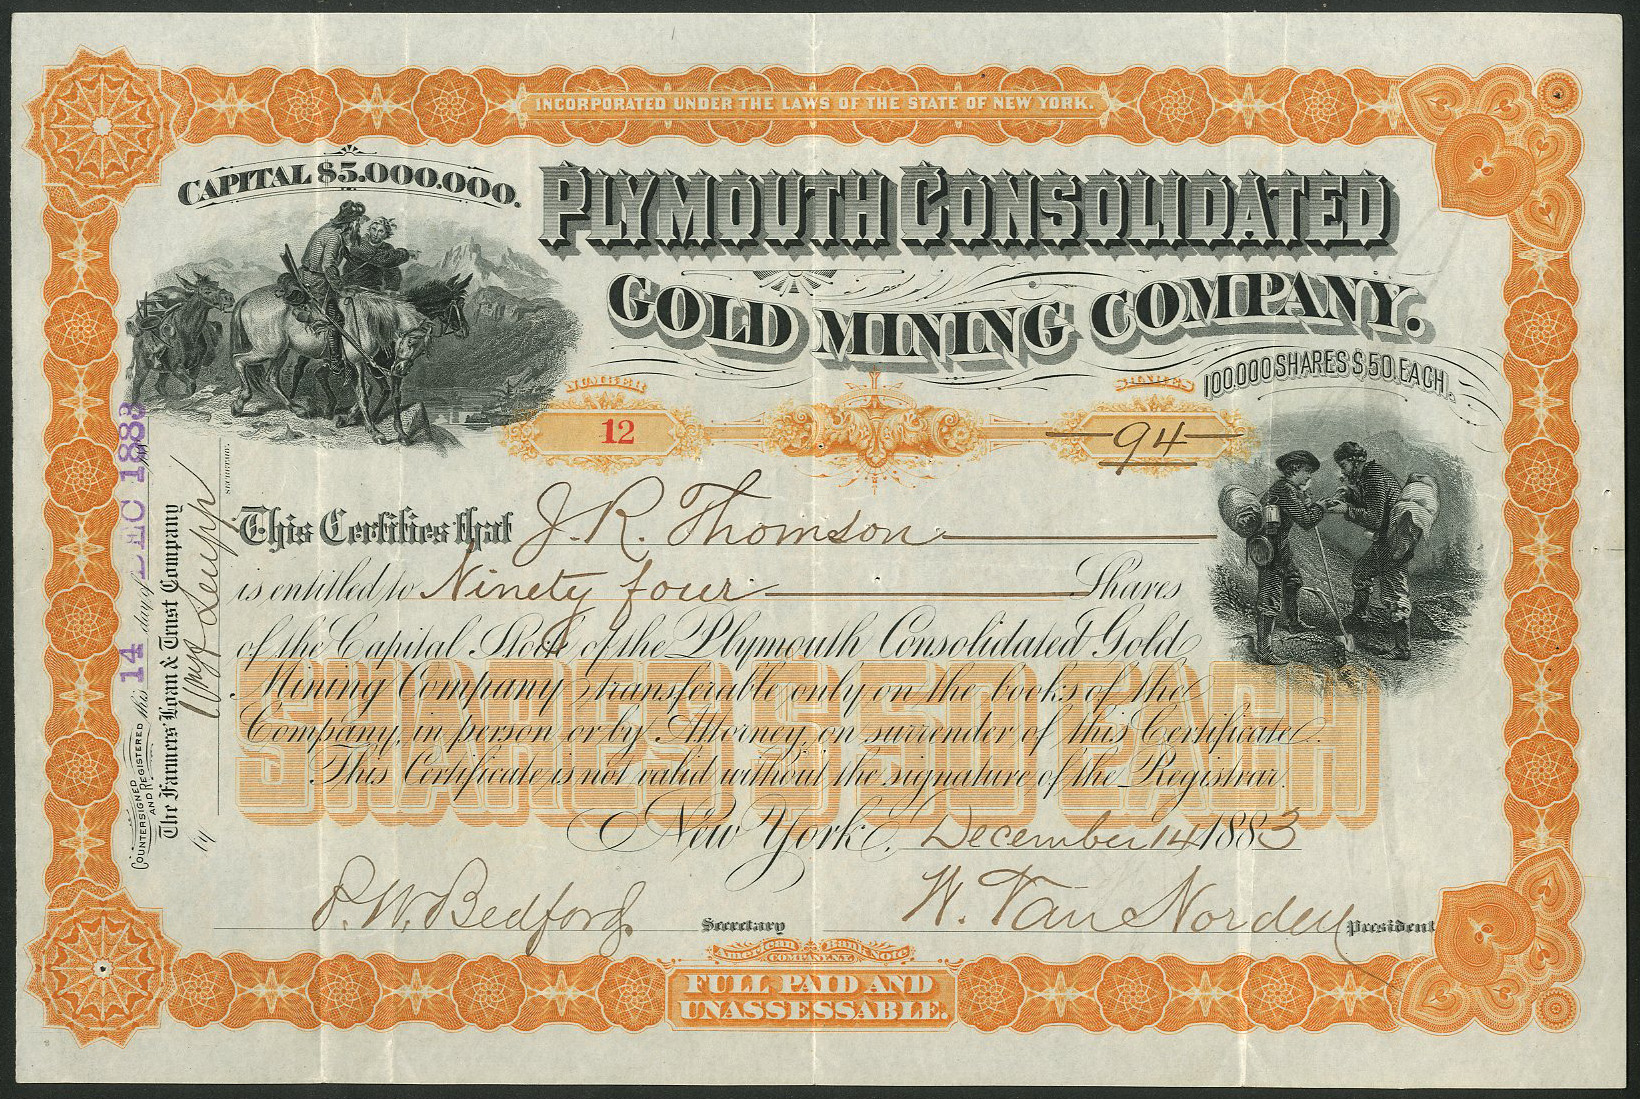 INCORPORATED UNDER THE LAWS OF THE STATE OF NEW YORK.
CAPITAL $5.000.000.
PLYMOUTH CONSOLIDATED
GOLD MINING COMPANY.
100.000 SHARES $50. EACH.
NUMBER
12
SHARES
94
This Certifies that J. R. Thomson
is entitled to Ninety four Shares
of the Capital Stock of the Plymouth Consolidated Gold
Mining Company, transferable only on the books of the
Company, in person or by Attorney, on surrender of this Certificate.
This Certificate is not valid without the signature of the Registrar.
SHARES $50 EACH
New York, December 14 1883
P. W. Bedford Secretary
W. Van Norden President
American Bank Note
COMPANY, N.Y.
FULL PAID AND
UNASSESSABLE.
COUNTERSIGNED
AND REGISTERED this 14 day of DEC 1883
The Farmers' Loan & Trust Company
by